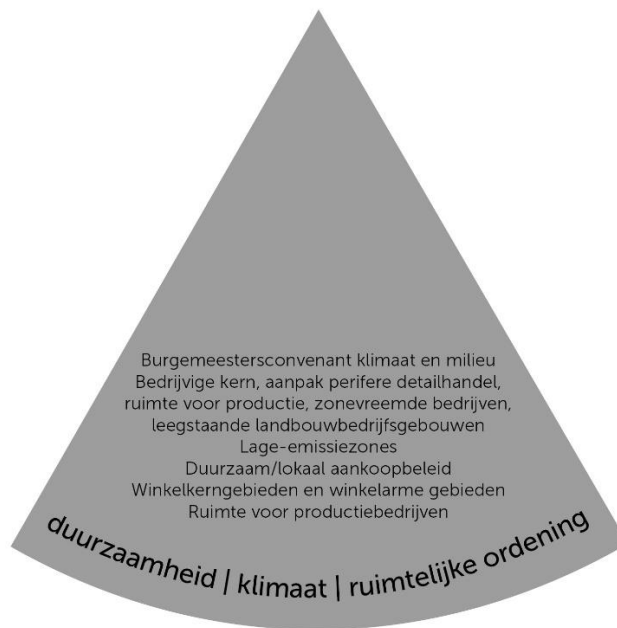 Burgemeestersconvenant klimaat en milieu
Bedrijvige kern, aanpak perifere detailhandel,
ruimte voor productie, zonevreemde bedrijven,
leegstaande landbouwbedrijfsgebouwen
Lage-emissiezones
Duurzaam/lokaal aankoopbeleid
Winkelkerngebieden en winkelarme gebieden
Ruimte voor productiebedrijven
duurzaamheid | klimaat | ruimtelijke ordening